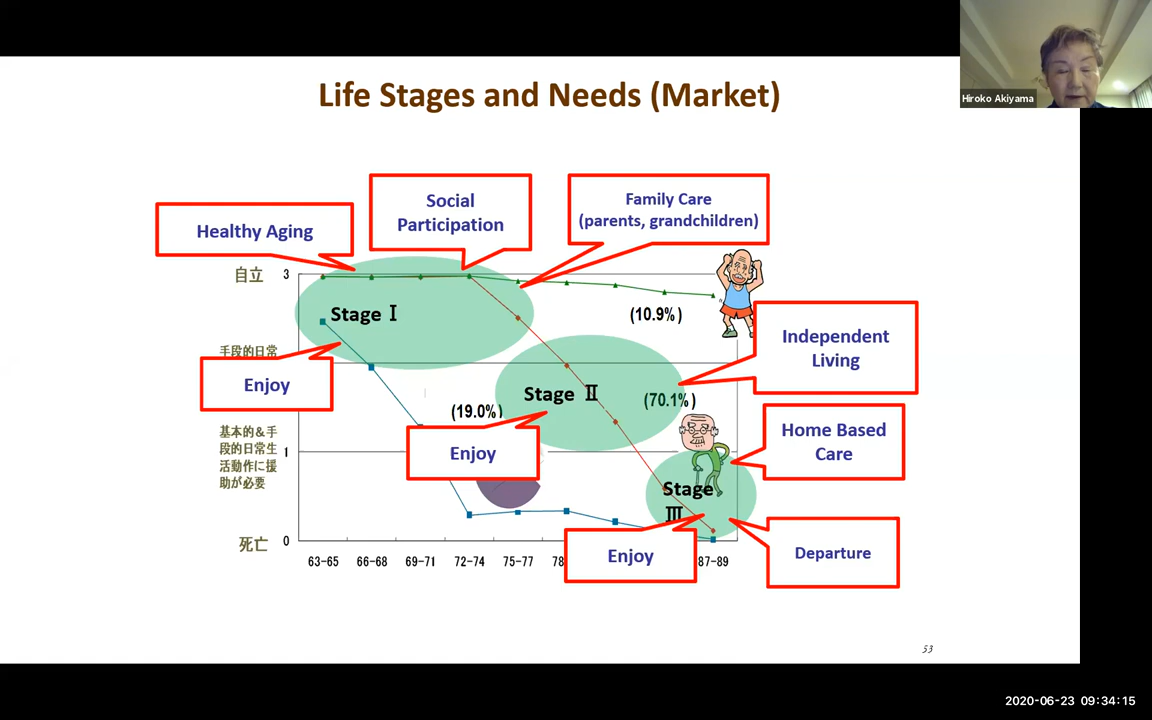 Hiroko Akiyama
Life Stages and Needs (Market)
Healthy Aging
Social
Participation
Family Care
(parents, grandchildren)
自立
3
Stage Ⅰ
(10.9%)
Independent
Living
手段的日常
Enjoy
Stage Ⅱ
(70.1%)
(19.0%)
基本的&手
段的日常生
活動作に援
助が必要
1
Enjoy
Home Based
Care
Stage
Ⅲ
死亡
0
Enjoy
Departure
63-65
66-68
69-71
72-74
75-77
78
87-89
53
2020-06-23 09:34:15